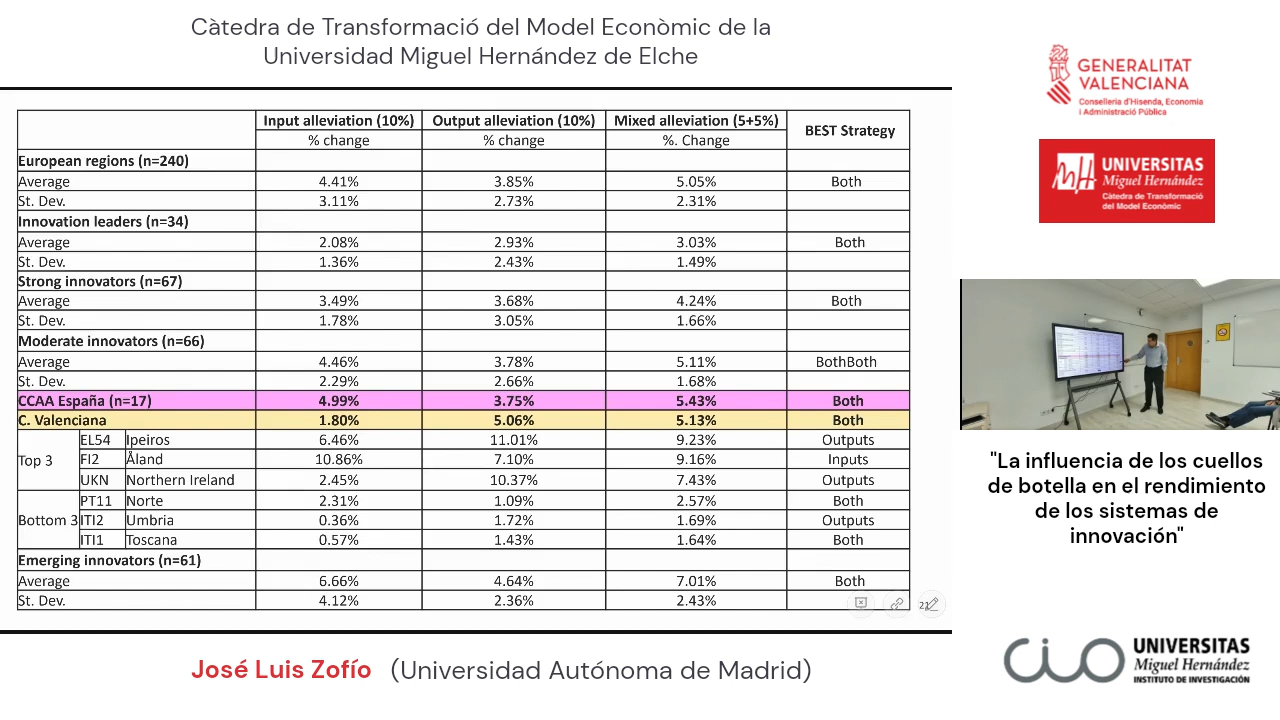 Càtedra de Transformació del Model Econòmic de la
Universidad Miguel Hernández de Elche
GENERALITAT
VALENCIANA
Conselleria d'Hisenda, Economia
i Administració Pública
UNIVERSITAS
Miguel Hernández
Càtedra de Transformació
del Model Econòmic
Input alleviation (10%) Output alleviation (10%) Mixed alleviation (5+5%) BEST Strategy
% change % change %. Change
European regions (n=240)
Average 4.41% 3.85% 5.05% Both
St. Dev. 3.11% 2.73% 2.31%
Innovation leaders (n=34)
Average 2.08% 2.93% 3.03% Both
St. Dev. 1.36% 2.43% 1.49%
Strong innovators (n=67)
Average 3.49% 3.68% 4.24% Both
St. Dev. 1.78% 3.05% 1.66%
Moderate innovators (n=66)
Average 4.46% 3.78% 5.11% BothBoth
St. Dev. 2.29% 2.66% 1.68%
CCAA España (n=17) 4.99% 3.75% 5.43% Both
C. Valenciana 1.80% 5.06% 5.13% Both
Top 3 EL54 Ipeiros 6.46% 11.01% 9.23% Outputs
FI2 Åland 10.86% 7.10% 9.16% Inputs
UKN Northern Ireland 2.45% 10.37% 7.43% Outputs
Bottom 3 PT11 Norte 2.31% 1.09% 2.57% Both
ITI2 Umbria 0.36% 1.72% 1.69% Outputs
ITI1 Toscana 0.57% 1.43% 1.64% Both
Emerging innovators (n=61)
Average 6.66% 4.64% 7.01% Both
St. Dev. 4.12% 2.36% 2.43%
21
"La influencia de los cuellos
de botella en el rendimiento
de los sistemas de
innovación"
José Luis Zofío (Universidad Autónoma de Madrid)
CIO
UNIVERSITAS
Miguel Hernández
INSTITUTO DE INVESTIGACIÓN